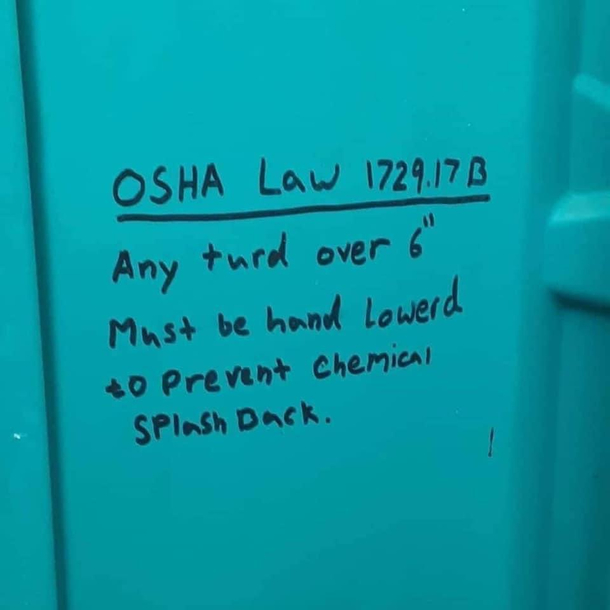 OSHA Law 1729.17B
Any turd over 6"
Must be hand Lowerd
to Prevent Chemical
SPlash Back.